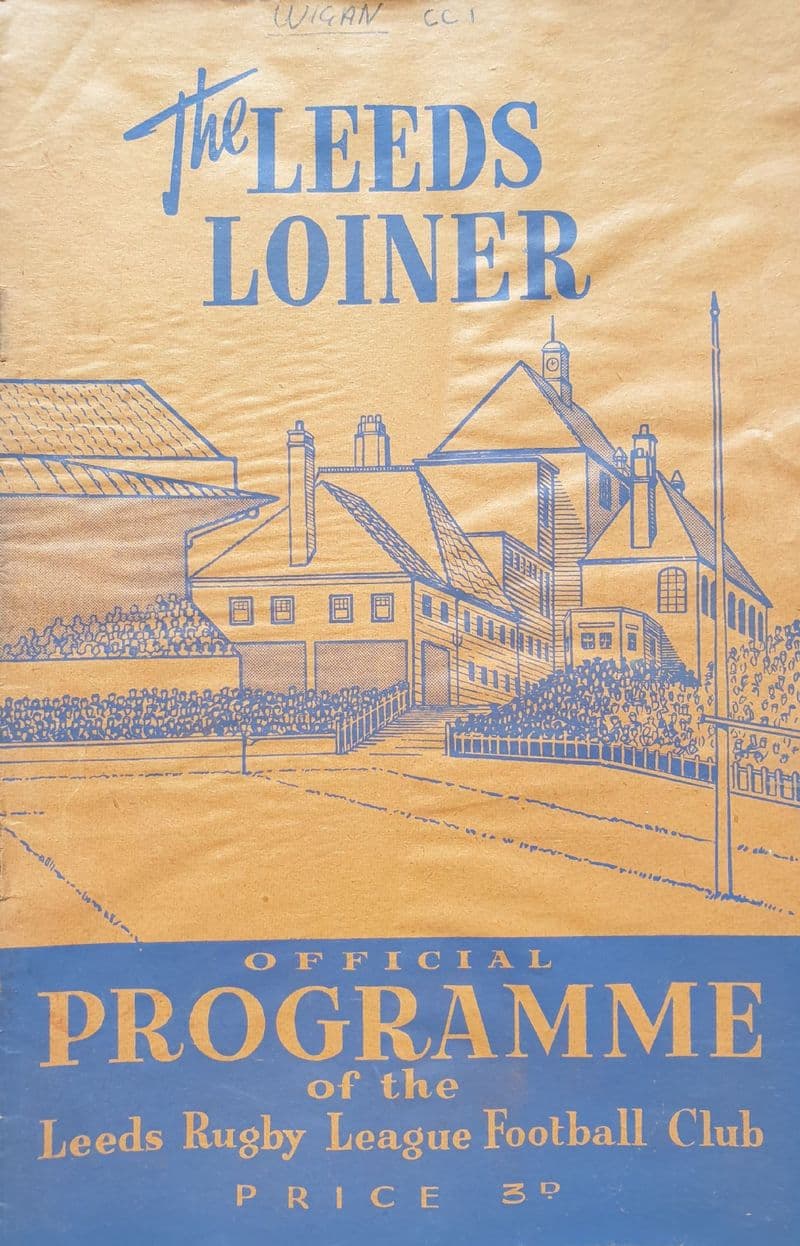 WIGAN CC1
The LEEDS
LOINER
OFFICIAL
PROGRAMME
of the
Leeds Rugby League Football Club
PRICE 3D